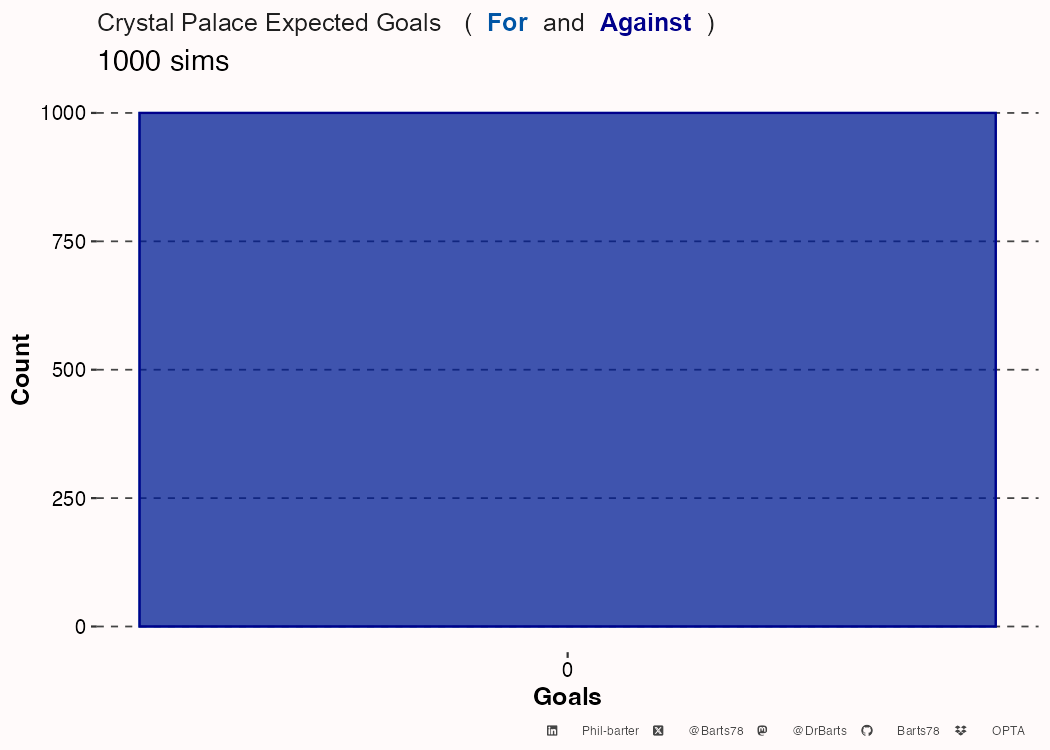 Crystal Palace Expected Goals ( For and Against )
1000 sims
1000
750
500
250
0
Count
0
Goals
Phil-barter @Barts78 @DrBarts Barts78 OPTA